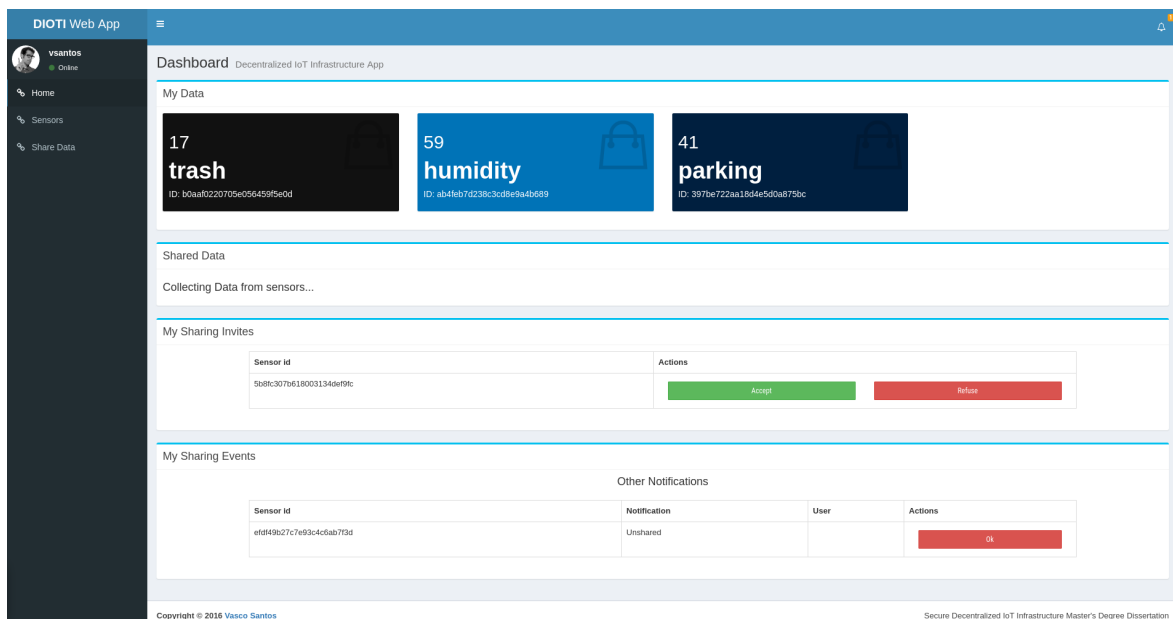 DIOTI Web App
vsantos
Online
Home
Sensors
Share Data
Dashboard Decentralized IoT Infrastructure App
My Data
17
trash
ID: b0aaf0220705e056459f5e0d
59
humidity
ID: ab4feb7d238c3cd8e9a4b689
41
parking
ID: 397be722aa18d4e5d0a875bc
Shared Data
Collecting Data from sensors...
My Sharing Invites
Sensor id Actions
5b8fc307b618003134def9fc Accept Refuse
My Sharing Events
Other Notifications
Sensor id Notification User Actions
efdf49b27c7e93c4c6ab7f3d Unshared Ok
Copyright © 2016 Vasco Santos Secure Decentralized IoT Infrastructure Master's Degree Dissertation